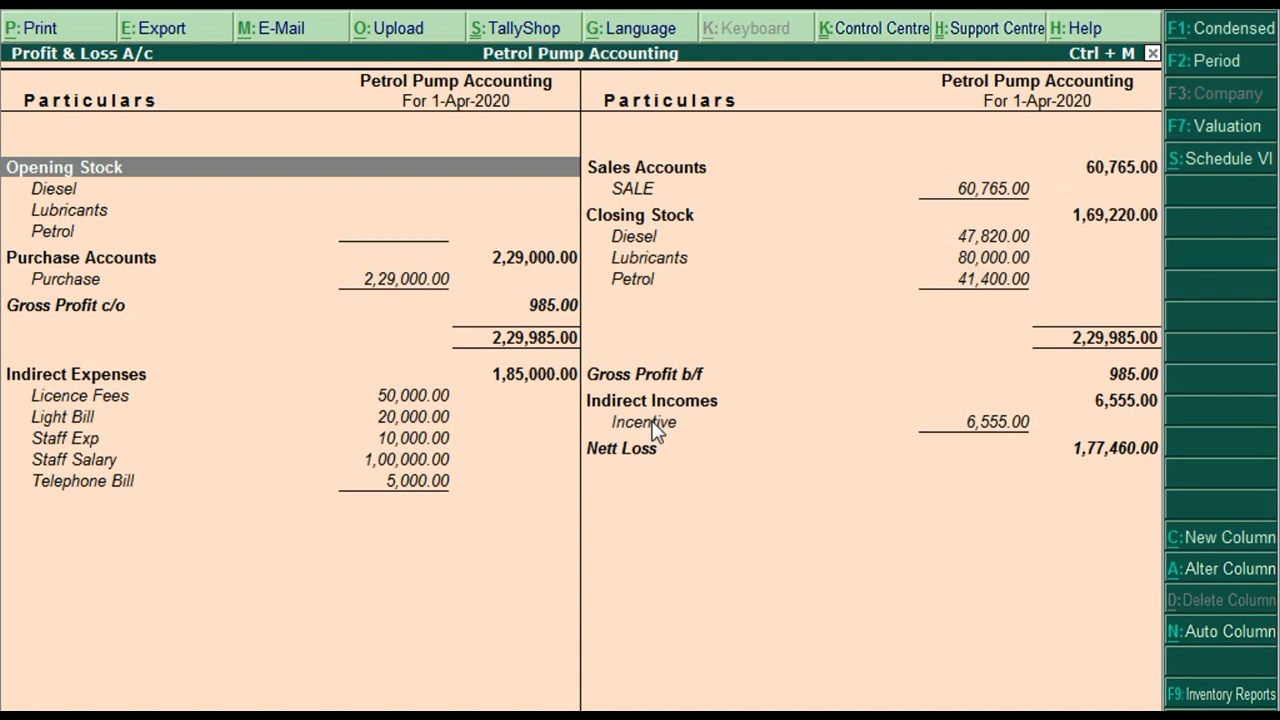 P: Print E: Export M: E-Mail O: Upload S: TallyShop G: Language K: Keyboard K: Control Centre H: Support Centre H: Help
Profit & Loss A/c Petrol Pump Accounting Ctrl + M
Particulars Petrol Pump Accounting For 1-Apr-2020
Opening Stock
Diesel
Lubricants
Petrol
Purchase Accounts 2,29,000.00
Purchase 2,29,000.00
Gross Profit c/o 985.00
2,29,985.00
Indirect Expenses 1,85,000.00
Licence Fees 50,000.00
Light Bill 20,000.00
Staff Exp 10,000.00
Staff Salary 1,00,000.00
Telephone Bill 5,000.00
Particulars Petrol Pump Accounting For 1-Apr-2020
Sales Accounts 60,765.00
SALE 60,765.00
Closing Stock 1,69,220.00
Diesel 47,820.00
Lubricants 80,000.00
Petrol 41,400.00
2,29,985.00
Gross Profit b/f 985.00
Indirect Incomes 6,555.00
Incentive 6,555.00
Nett Loss 1,77,460.00
F1: Condensed
F2: Period
F3: Company
F7: Valuation
S: Schedule VI
C: New Column
A: Alter Column
D: Delete Column
N: Auto Column
F9: Inventory Reports